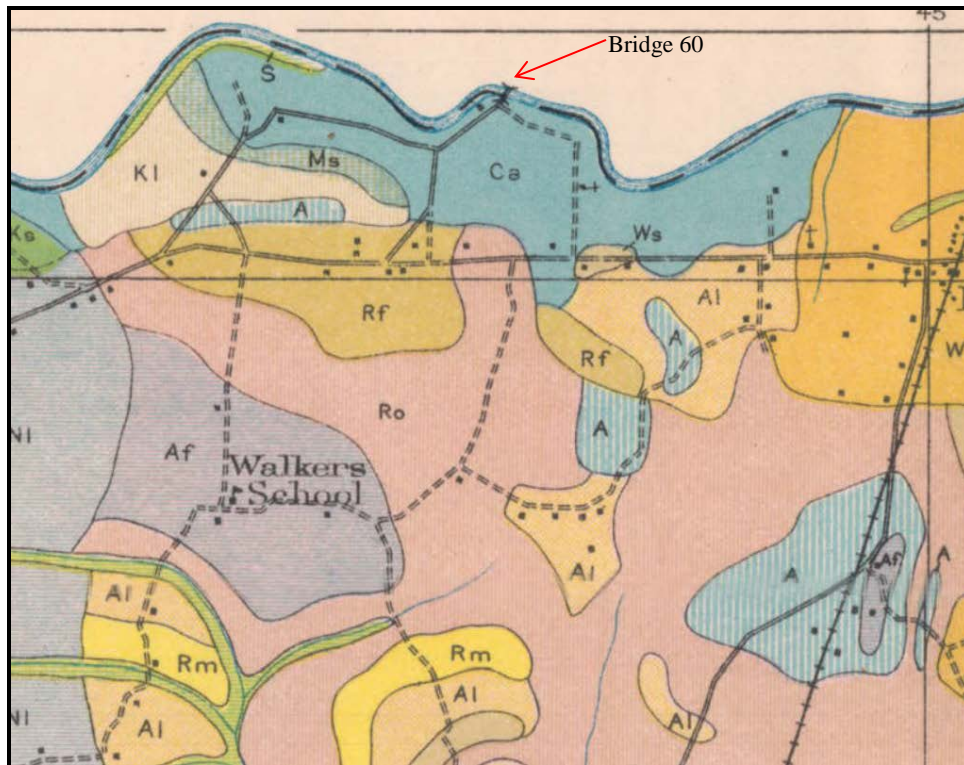 45
Bridge 60
S
Kl
Ms
Ca
A
Ws
Ks
Al
Rf
A
Rf
W
Ro
A
Nl
Af
Walkers
School
Al
A
Af
A
Al
Rm
Rm
Al
Al
Nl
Al